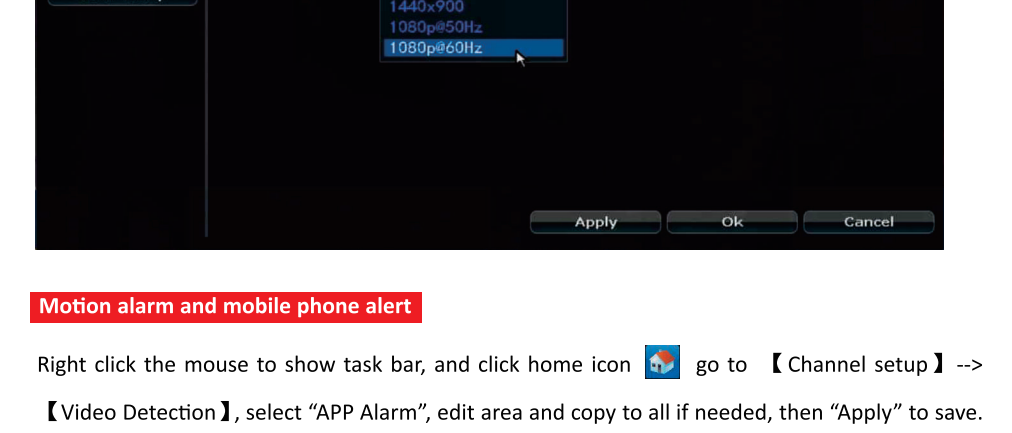 1440x900
1080p@50Hz
1080p@60Hz
Apply Ok Cancel
Motion alarm and mobile phone alert
Right click the mouse to show task bar, and click home icon go to 【Channel setup】-->
【Video Detection】, select “APP Alarm”, edit area and copy to all if needed, then “Apply” to save.